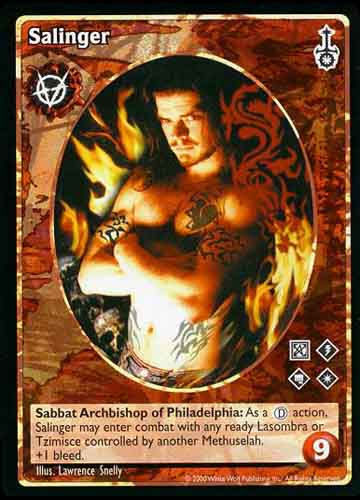 Salinger
Sabbat Archbishop of Philadelphia: As a D action,
Salinger may enter combat with any ready Lasombra or
Tzimisce controlled by another Methuselah.
+1 bleed.
9
Illus. Lawrence Snelly
© 2000 White Wolf Publishing Inc. All Rights Reserved.